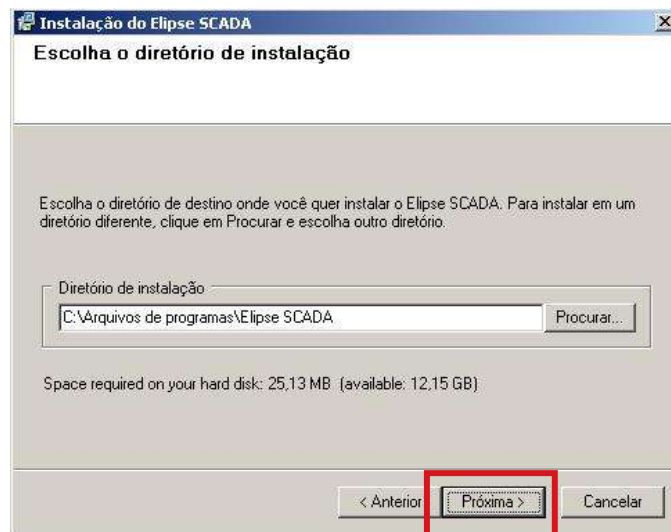 Instalação do Elipse SCADA
Escolha o diretório de instalação
Escolha o diretório de destino onde você quer instalar o Elipse SCADA. Para instalar em um
diretório diferente, clique em Procurar e escolha outro diretório.
Diretório de instalação
C:\Arquivos de programas\Elipse SCADA
Procurar...
Space required on your hard disk: 25,13 MB (available: 12,15 GB)
< Anterior
Próxima >
Cancelar